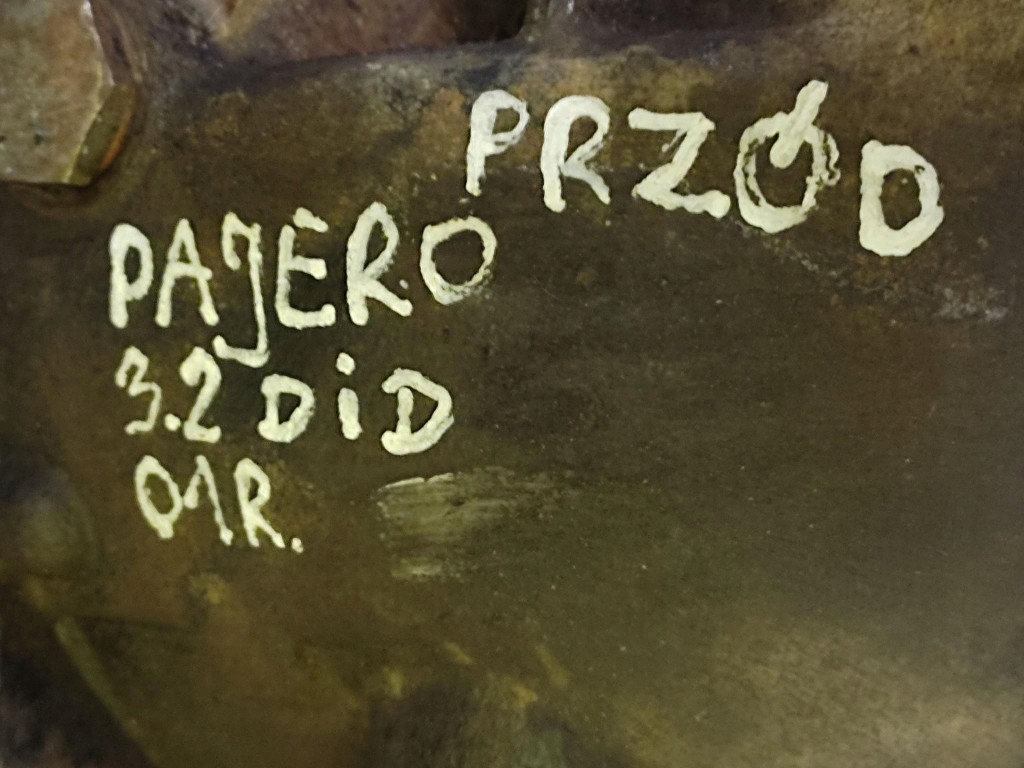 PRZÓD
PAJERO
3.2 DiD
01R.